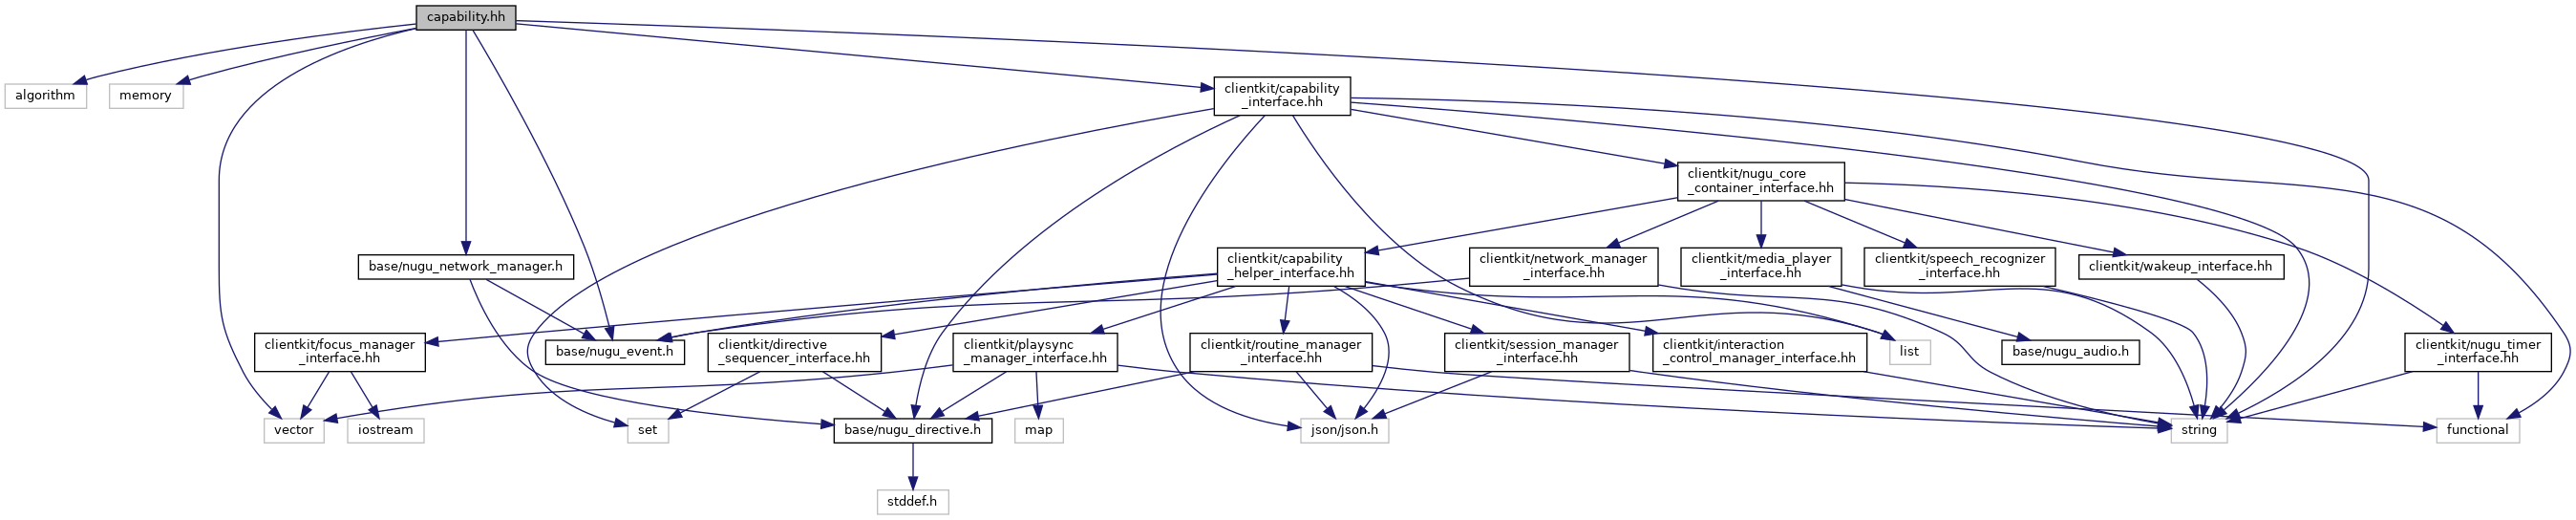 capability.hh
algorithm
memory
clientkit/capability
_interface.hh
clientkit/nugu_core
_container_interface.hh
base/nugu_network_manager.h
clientkit/capability
_helper_interface.hh
clientkit/network_manager
_interface.hh
clientkit/media_player
_interface.hh
clientkit/speech_recognizer
_interface.hh
clientkit/wakeup_interface.hh
clientkit/focus_manager
_interface.hh
base/nugu_event.h
clientkit/directive
_sequencer_interface.hh
clientkit/playsync
_manager_interface.hh
clientkit/routine_manager
_interface.hh
clientkit/session_manager
_interface.hh
clientkit/interaction
_control_manager_interface.hh
list
base/nugu_audio.h
clientkit/nugu_timer
_interface.hh
vector
iostream
set
base/nugu_directive.h
map
json/json.h
string
functional
stddef.h